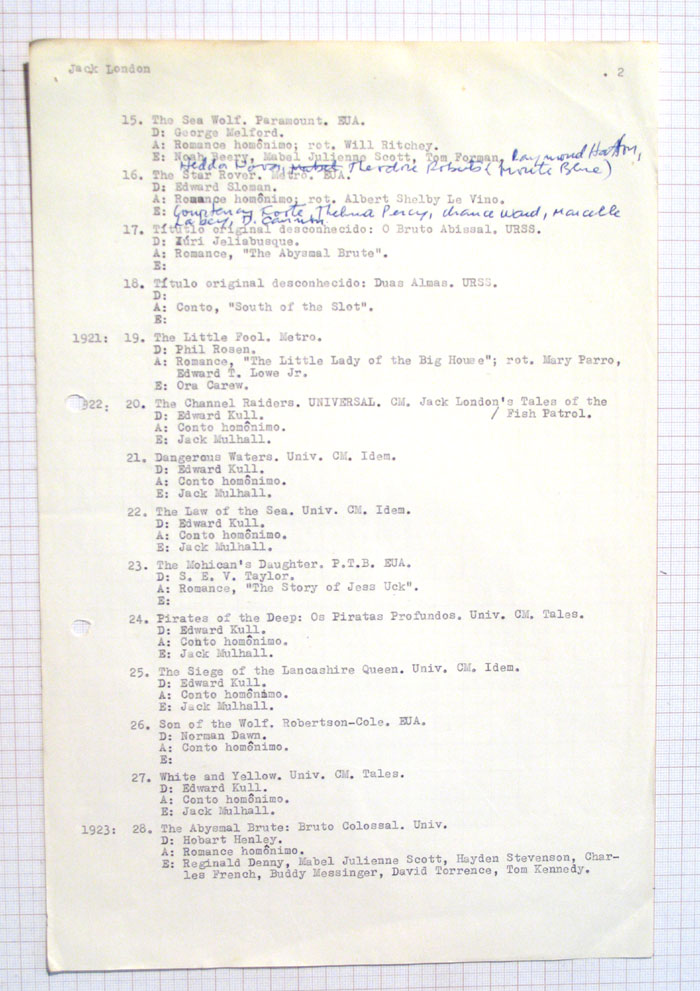 Jack London . 2
15. The Sea Wolf. Paramount. EUA.
D: George Melford.
A: Romance homônimo; rot. Will Ritchey.
E: Noah Beery, Mabel Julienne Scott, Tom Forman, Raymond Hatton,
Hedda Nova, Theodore Roberts (Monte Blue)
16. The Star Rover. Metro. EUA.
D: Edward Sloman.
A: Romance homônimo; rot. Albert Shelby Le Vino.
E: Courtenay Foote, Thelma Percy, chance ward, Marcelle
Labay, D. Cannon
17. Título original desconhecido: O Bruto Abissal. URSS.
D: Iúri Jeliabusque.
A: Romance, "The Abysmal Brute".
E:
18. Título original desconhecido: Duas Almas. URSS.
D:
A: Conto, "South of the Slot".
E:
1921: 19. The Little Fool. Metro.
D: Phil Rosen.
A: Romance, "The Little Lady of the Big House"; rot. Mary Parro,
Edward T. Lowe Jr.
E: Ora Carew.
922: 20. The Channel Raiders. UNIVERSAL. CM. Jack London's Tales of the
D: Edward Kull. / Fish Patrol.
A: Conto homônimo.
E: Jack Mulhall.
21. Dangerous Waters. Univ. CM. Idem.
D: Edward Kull.
A: Conto homônimo.
E: Jack Mulhall.
22. The Law of the Sea. Univ. CM. Idem.
D: Edward Kull.
A: Conto homônimo.
E: Jack Mulhall.
23. The Mohican's Daughter. P.T.B. EUA.
D: S. E. V. Taylor.
A: Romance, "The Story of Jess Uck".
E:
24. Pirates of the Deep: Os Piratas Profundos. Univ. CM. Tales.
D: Edward Kull.
A: Conto homônimo.
E: Jack Mulhall.
25. The Siege of the Lancashire Queen. Univ. CM. Idem.
D: Edward Kull.
A: Conto homônimo.
E: Jack Mulhall.
26. Son of the Wolf. Robertson-Cole. EUA.
D: Norman Dawn.
A: Conto homônimo.
E:
27. White and Yellow. Univ. CM. Tales.
D: Edward Kull.
A: Conto homônimo.
E: Jack Mulhall.
1923: 28. The Abysmal Brute: Bruto Colossal. Univ.
D: Hobart Henley.
A: Romance homônimo.
E: Reginald Denny, Mabel Julienne Scott, Hayden Stevenson, Char-
les French, Buddy Messinger, David Torrence, Tom Kennedy.